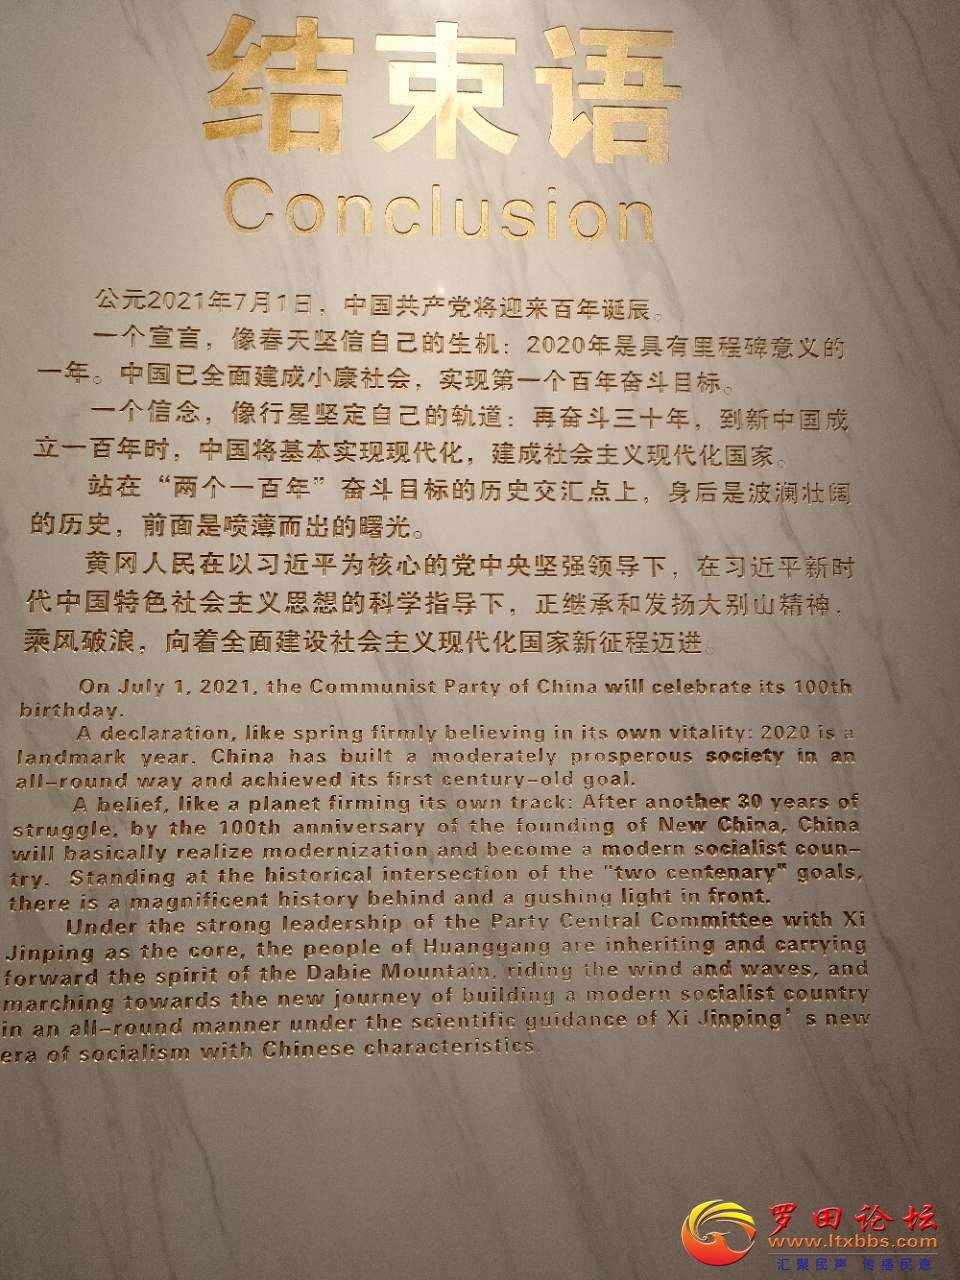 结束语
Conclusion
公元2021年7月1日，中国共产党将迎来百年诞辰。
一个宣言，像春天坚信自己的生机：2020年是具有里程碑意义的
一年。中国已全面建成小康社会，实现第一个百年奋斗目标。
一个信念，像行星坚定自己的轨道：再奋斗三十年，到新中国成
立一百年时，中国将基本实现现代化，建成社会主义现代化国家。
站在“两个一百年”奋斗目标的历史交汇点上，身后是波澜壮阔
的历史，前面是喷薄而出的曙光。
黄冈人民在以习近平为核心的党中央坚强领导下，在习近平新时
代中国特色社会主义思想的科学指导下，正继承和发扬大别山精神，
乘风破浪，向着全面建设社会主义现代化国家新征程迈进。
On July 1, 2021, the Communist Party of China will celebrate its 100th
birthday.
A declaration, like spring firmly believing in its own vitality: 2020 is a
landmark year. China has built a moderately prosperous society in an
all-round way and achieved its first century-old goal.
A belief, like a planet firming its own track: After another 30 years of
struggle, by the 100th anniversary of the founding of New China, China
will basically realize modernization and become a modern socialist coun-
try. Standing at the historical intersection of the "two centenary" goals,
there is a magnificent history behind and a gushing light in front.
Under the strong leadership of the Party Central Committee with Xi
Jinping as the core, the people of Huanggang are inheriting and carrying
forward the spirit of the Dabie Mountain, riding the wind and waves, and
marching towards the new journey of building a modern socialist country
in an all-round manner under the scientific guidance of Xi Jinping's new
era of socialism with Chinese characteristics.
罗田论坛
www.ltxbbs.com
汇聚民声 传播民意